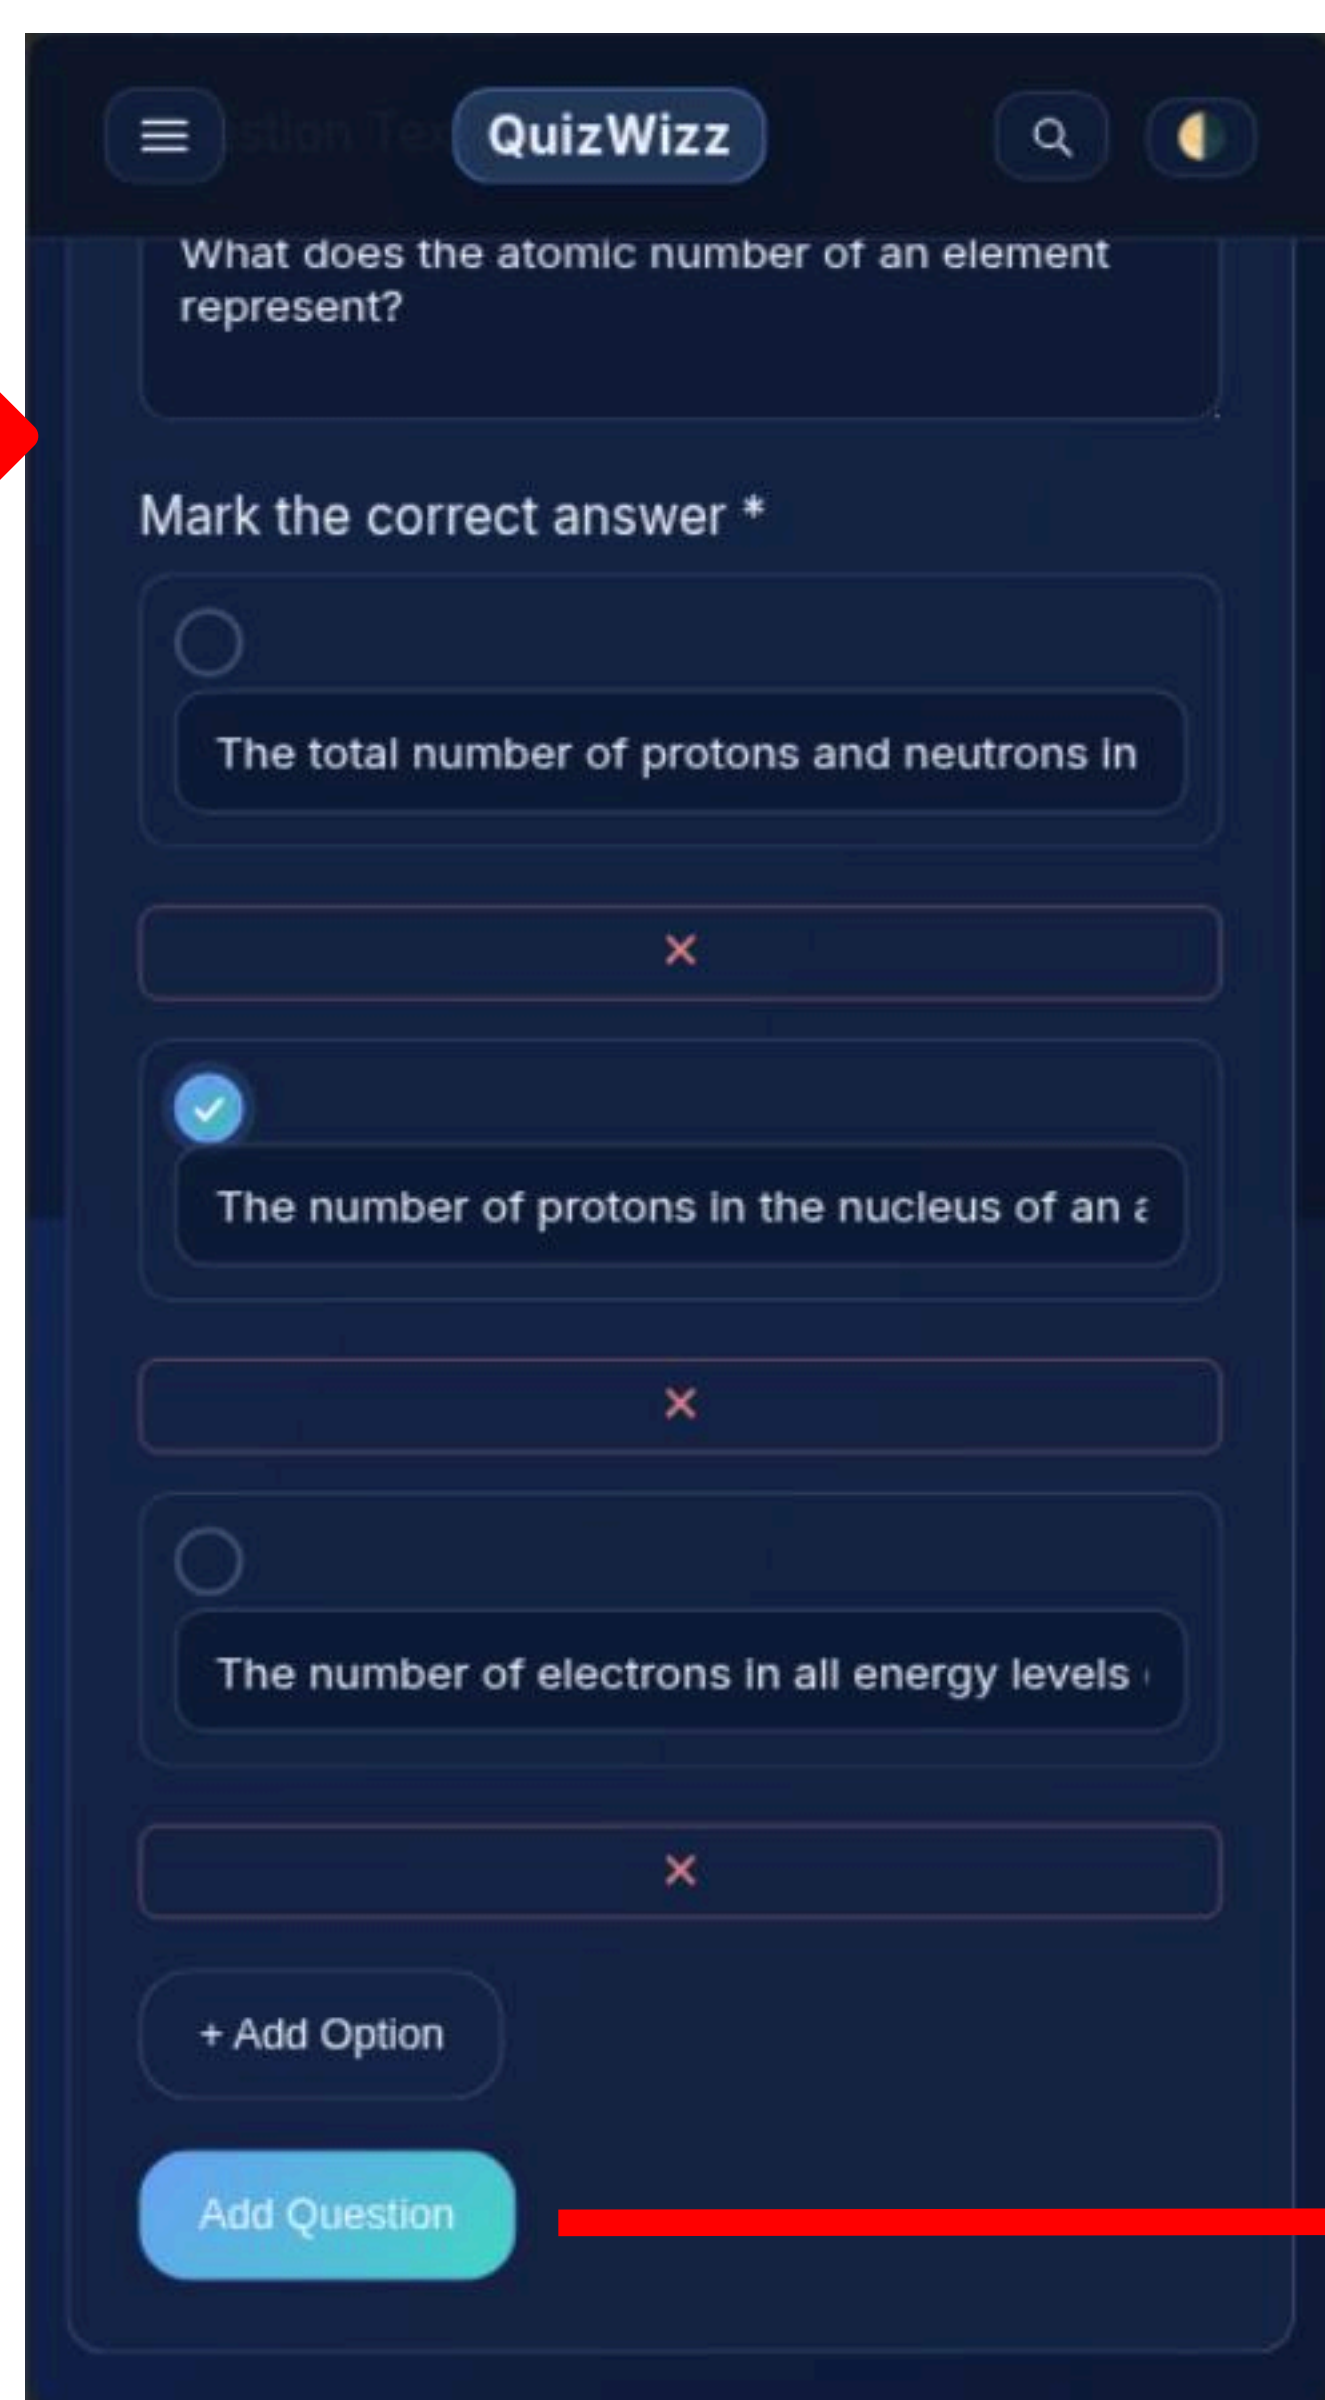 QuizWizz
What does the atomic number of an element
represent?
Mark the correct answer *
The total number of protons and neutrons in
×
The number of protons in the nucleus of an
×
The number of electrons in all energy levels
×
+ Add Option
Add Question